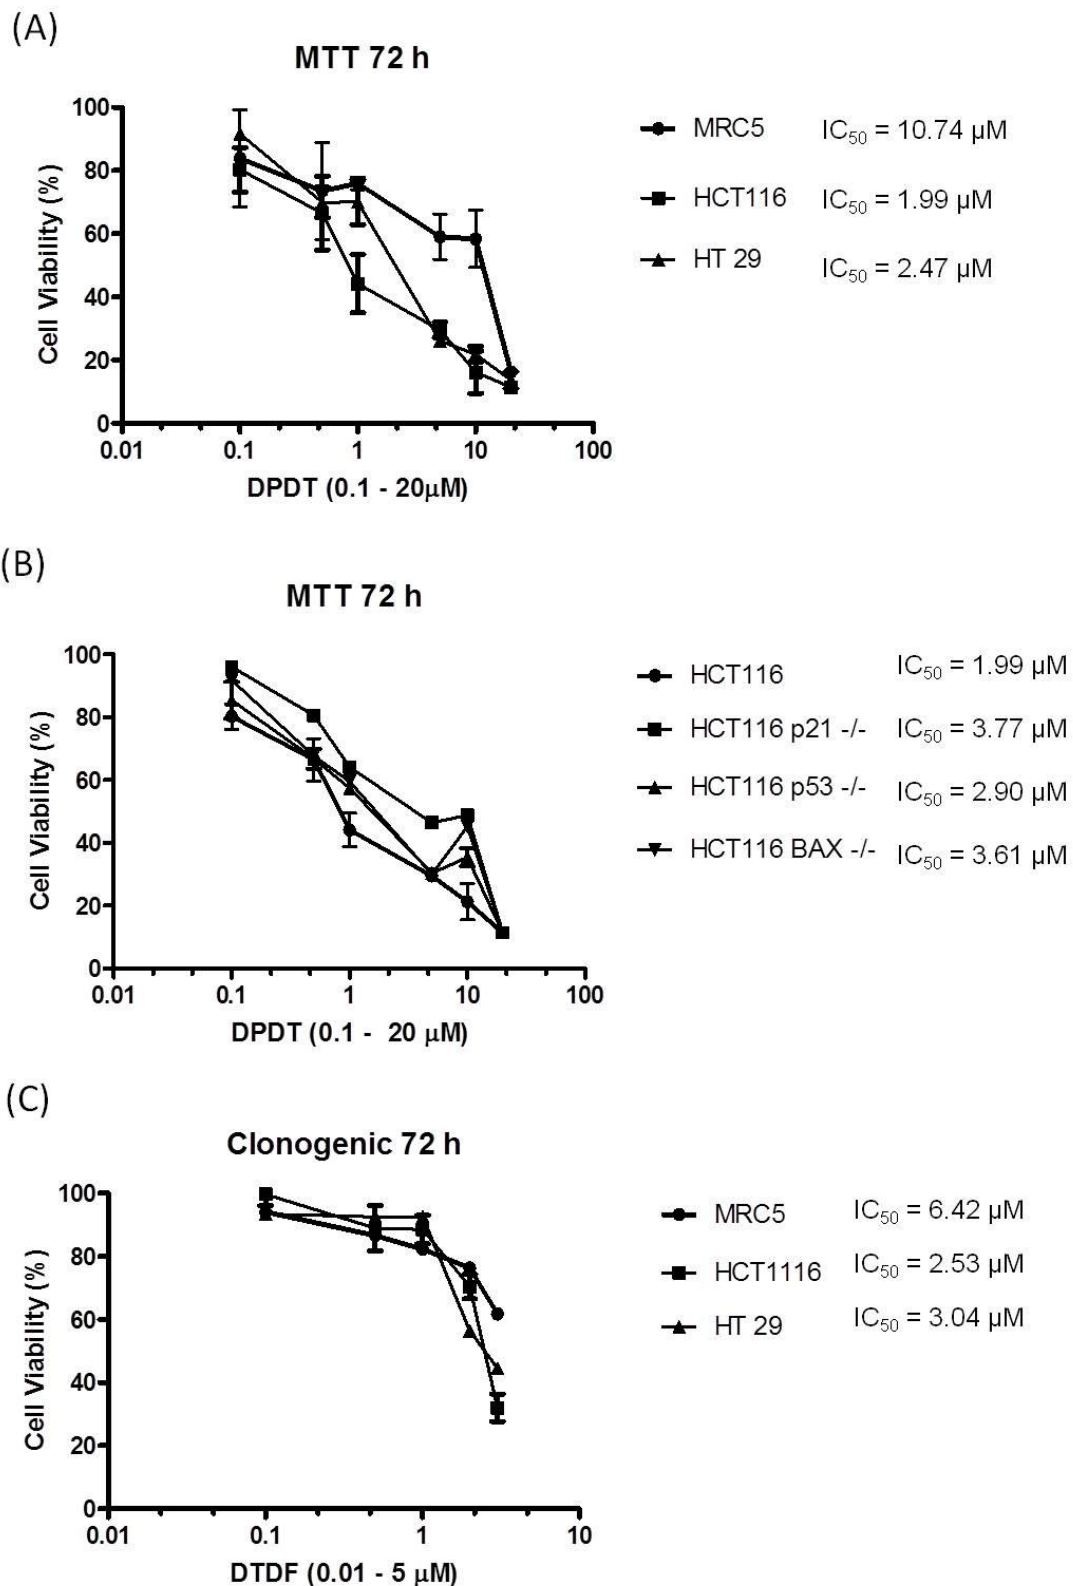 (A)
MTT 72 h
100
80
60
40
20
0
Cell Viability (%)
0.01 0.1 1 10 100
DPDT (0.1 - 20µM)
MRC5 IC₅₀ = 10.74 µM
HCT116 IC₅₀ = 1.99 µM
HT 29 IC₅₀ = 2.47 µM
(B)
MTT 72 h
100
80
60
40
20
0
Cell Viability (%)
0.01 0.1 1 10 100
DPDT (0.1 - 20 µM)
HCT116 IC₅₀ = 1.99 µM
HCT116 p21 -/- IC₅₀ = 3.77 µM
HCT116 p53 -/- IC₅₀ = 2.90 µM
HCT116 BAX -/- IC₅₀ = 3.61 µM
(C)
Clonogenic 72 h
100
80
60
40
20
0
Cell Viability (%)
0.01 0.1 1 10
DTDF (0.01 - 5 µM)
MRC5 IC₅₀ = 6.42 µM
HCT1116 IC₅₀ = 2.53 µM
HT 29 IC₅₀ = 3.04 µM